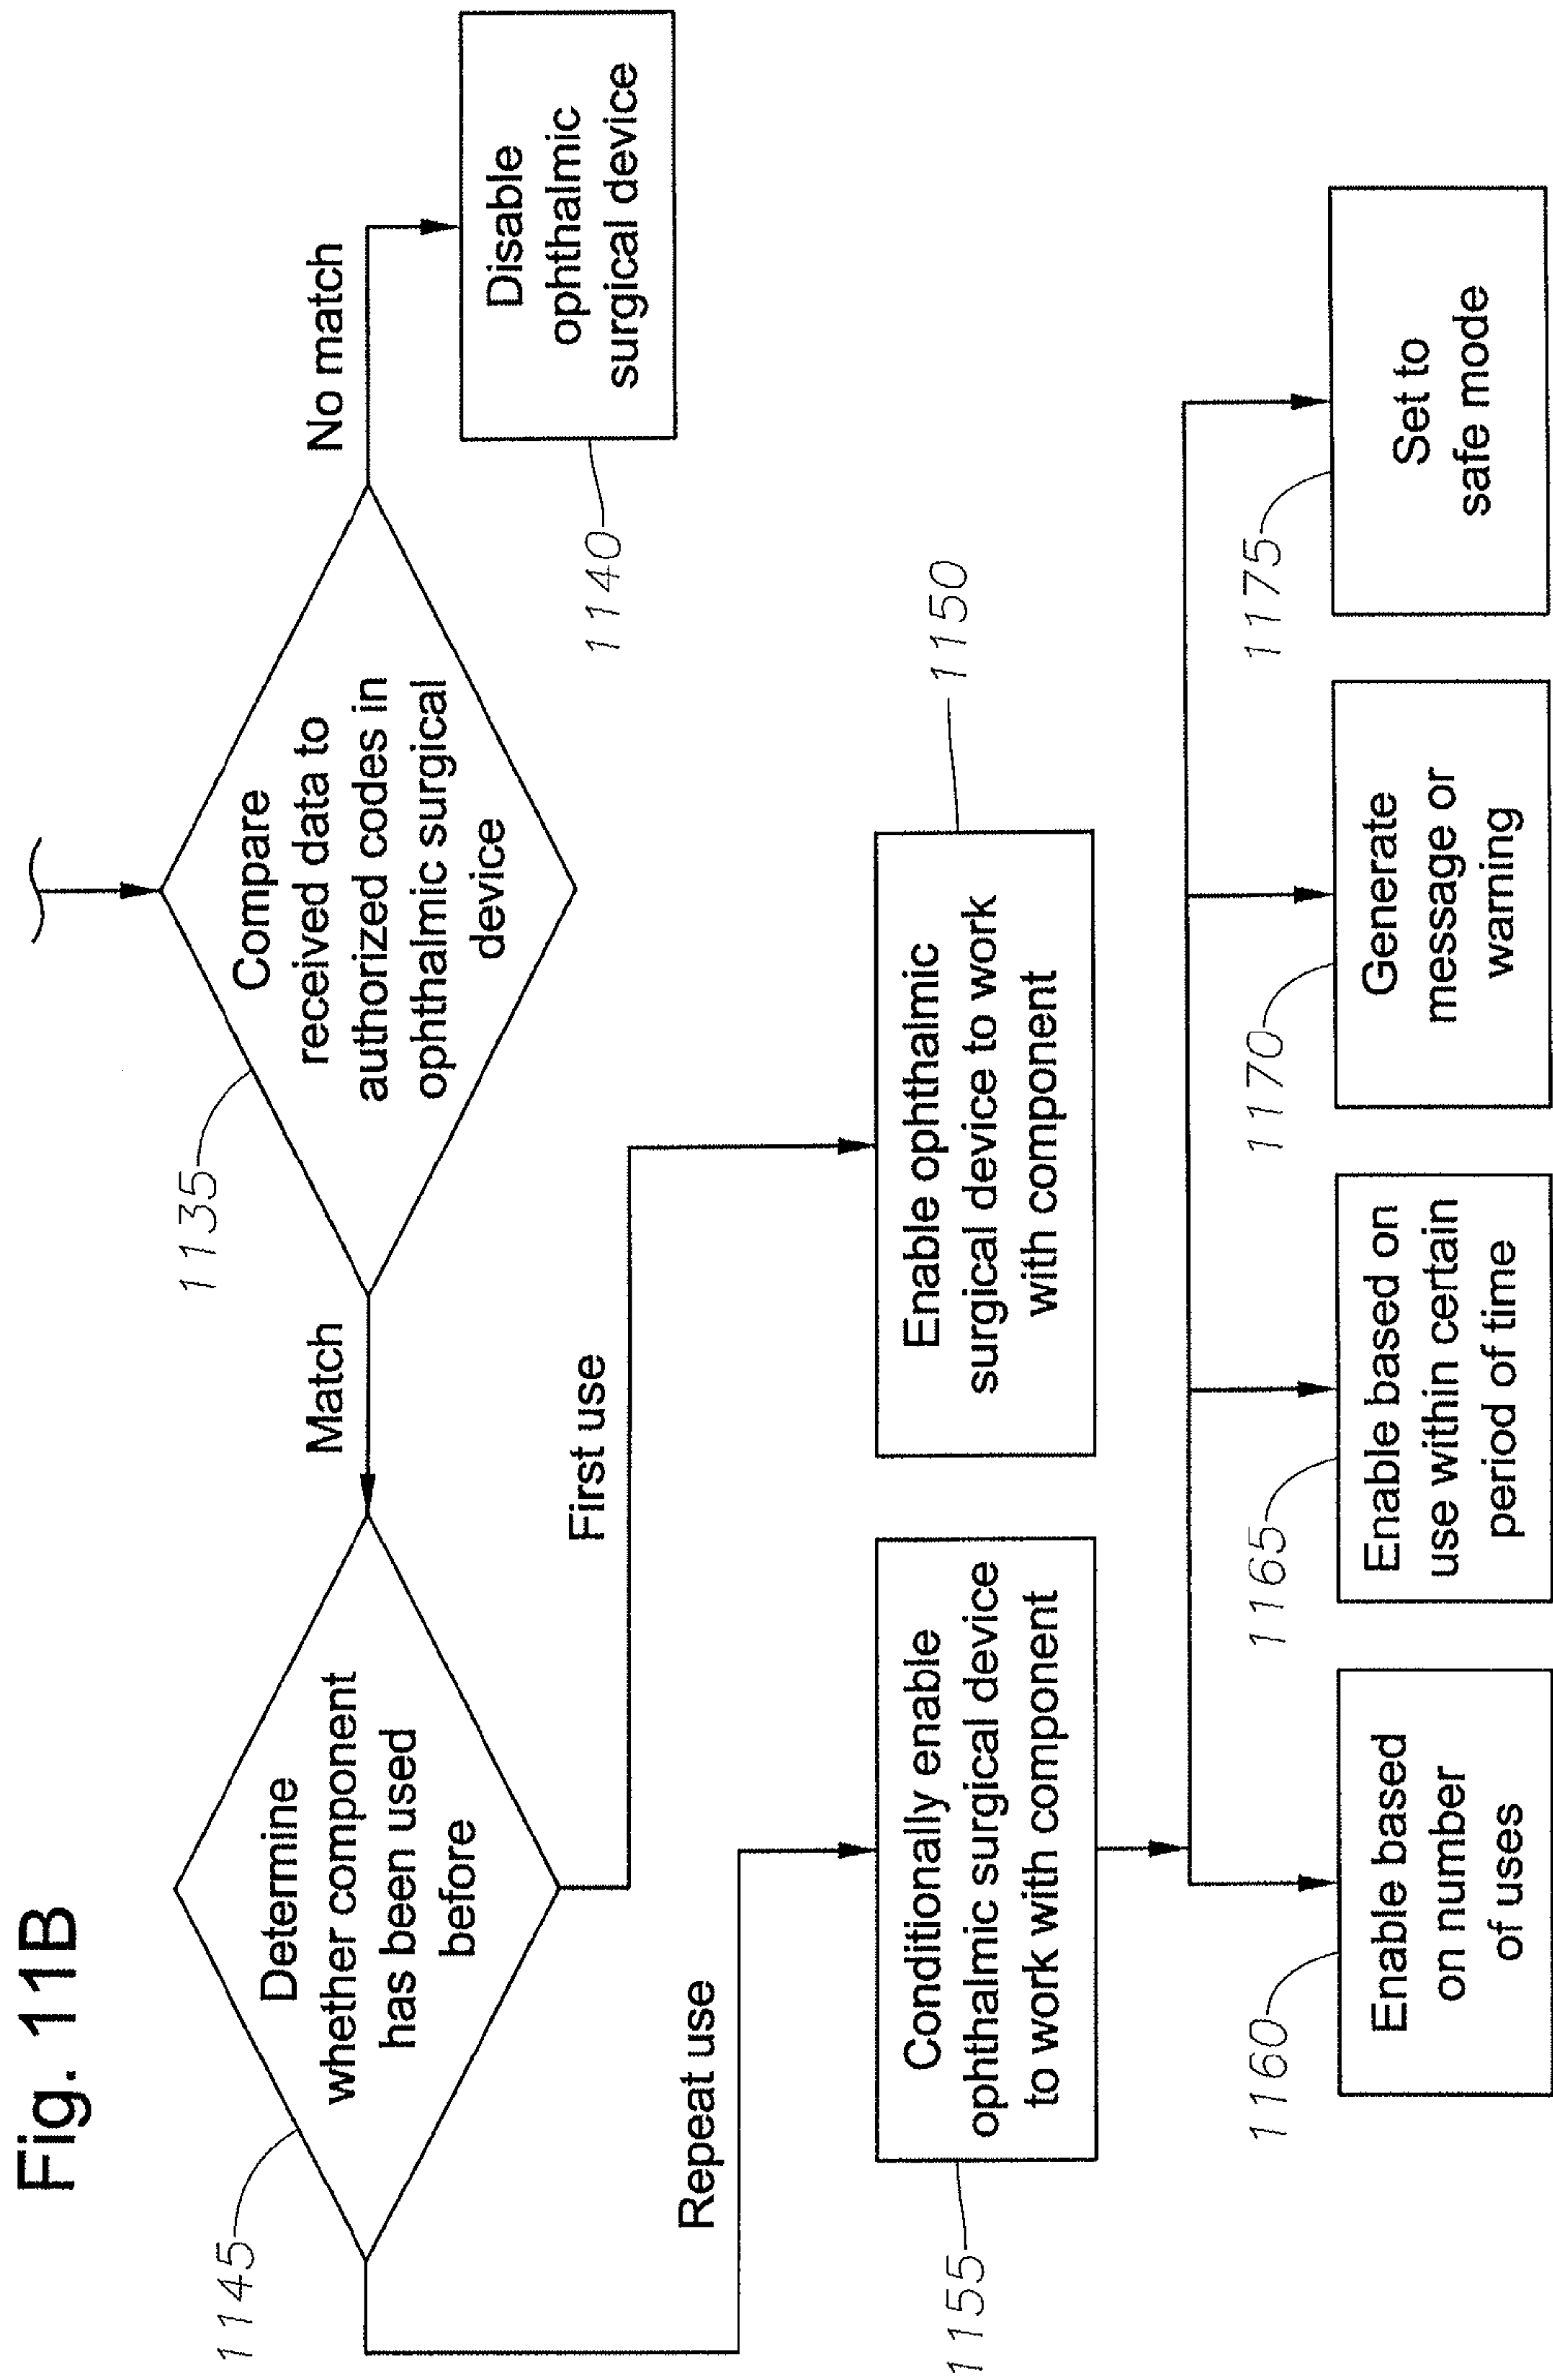 Fig. 11B
1135
Compare
received data to
authorized codes in
ophthalmic surgical
device
No match
Disable
ophthalmic
surgical device
1140
Match
1145
Determine
whether component
has been used
before
First use
Enable ophthalmic
surgical device to work
with component
1150
Repeat use
Conditionally enable
ophthalmic surgical device
to work with component
1155
1160
Enable based
on number
of uses
1165
Enable based on
use within certain
period of time
1170
Generate
message or
warning
1175
Set to
safe mode